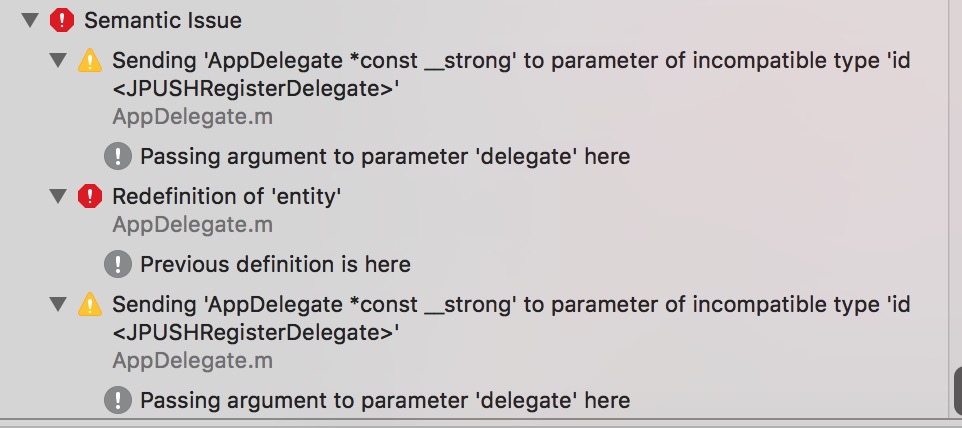 Semantic Issue
Sending 'AppDelegate *const __strong' to parameter of incompatible type 'id
<JPUSHRegisterDelegate>'
AppDelegate.m
Passing argument to parameter 'delegate' here
Redefinition of 'entity'
AppDelegate.m
Previous definition is here
Sending 'AppDelegate *const __strong' to parameter of incompatible type 'id
<JPUSHRegisterDelegate>'
AppDelegate.m
Passing argument to parameter 'delegate' here